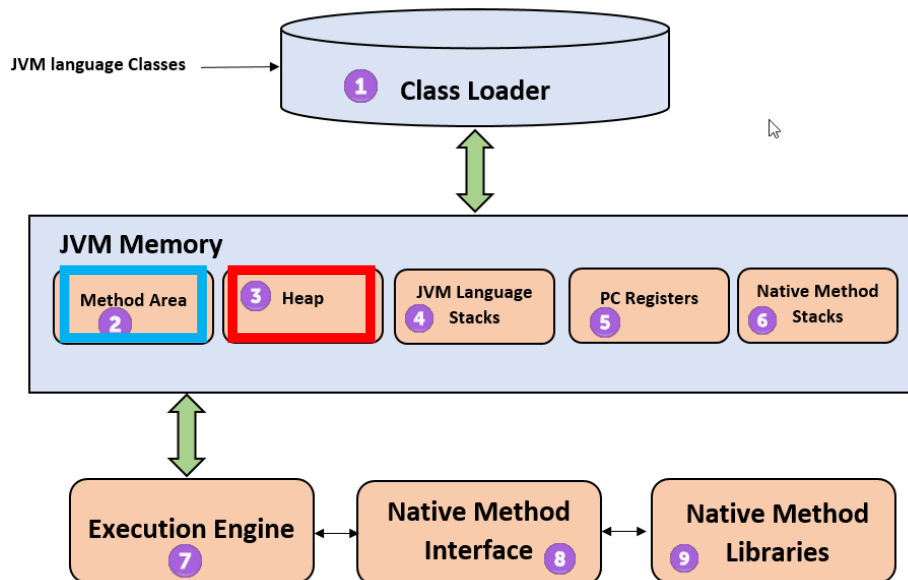 JVM language Classes
1 Class Loader
JVM Memory
Method Area
2
3 Heap
JVM Language
Stacks
4
PC Registers
5
Native Method
Stacks
6
Execution Engine
7
Native Method
Interface 8
Native Method
Libraries
9